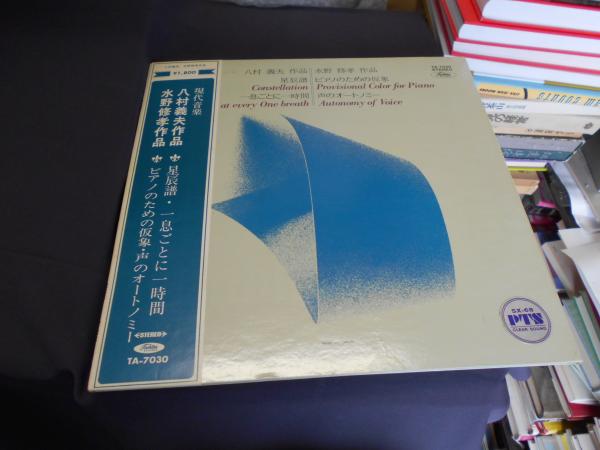 ¥1,800
現代音楽
八村義夫作品 ✤ 星辰譜・一息ごとに一時間
水野修孝作品 ✤ ピアノのための仮象・声のオートノミー
STEREO
TA-7030
八村 義夫 作品
星辰譜
Constellation
一息ごとに一時間
at every One breath
水野 修孝 作品
ピアノのための仮象
Provisional Color for Piano
声のオートノミー
Autonomy of Voice
SX-68
PTS
CLEAR SOUND